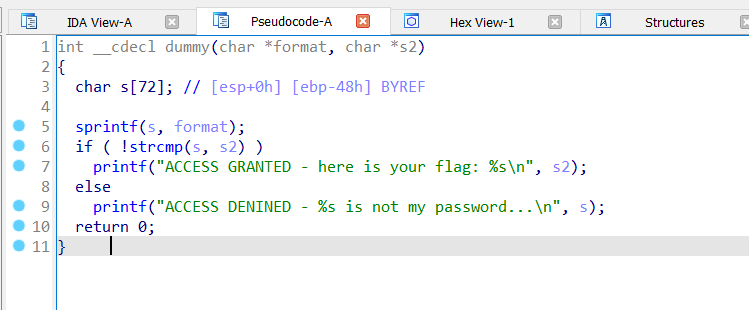 IDA View-A Pseudocode-A Hex View-1 Structures
1 int __cdecl dummy(char *format, char *s2)
2 {
3 char s[72]; // [esp+0h] [ebp-48h] BYREF
4
5 sprintf(s, format);
6 if ( !strcmp(s, s2) )
7 printf("ACCESS GRANTED - here is your flag: %s\n", s2);
8 else
9 printf("ACCESS DENINED - %s is not my password...\n", s);
10 return 0;
11 }